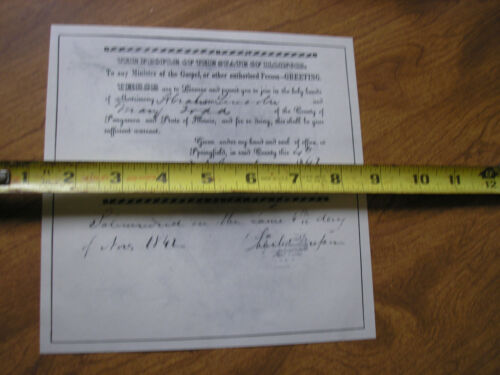 THE PEOPLE OF THE STATE OF ILLINOIS.
To any Minister of the Gospel, or other authorised Person—GREETING.
THESE are to License and permit you to join in the holy bands
of Matrimony Abraham Lincoln and
Mary Todd of the County of
Sangamon and State of Illinois, and for so doing, this shall be your
sufficient warrant.
Given under my hand and seal of office, at
Springfield, in said County this
1 2 3 4 5 6 7 8 9 10 11 12
Solemnized on the same 4th day
of Nov. 1842 Charles Dresser